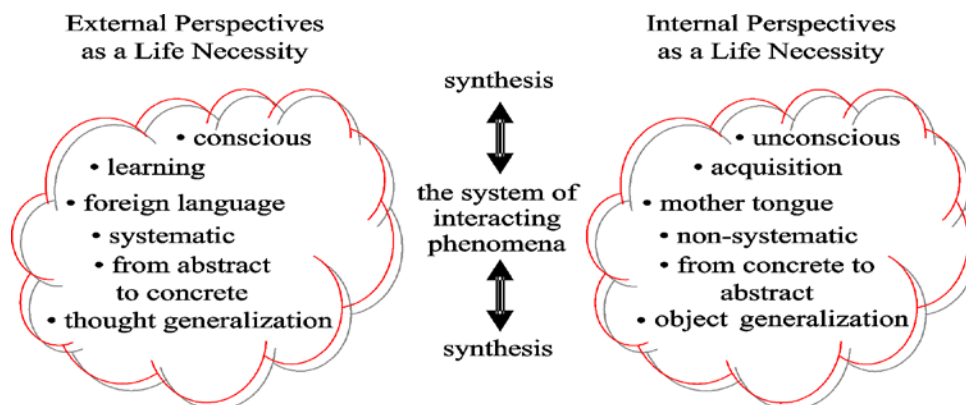 External Perspectives
as a Life Necessity
• conscious
• learning
• foreign language
• systematic
• from abstract
to concrete
• thought generalization
synthesis
the system of
interacting
phenomena
synthesis
Internal Perspectives
as a Life Necessity
• unconscious
• acquisition
• mother tongue
• non-systematic
• from concrete to
abstract
• object generalization